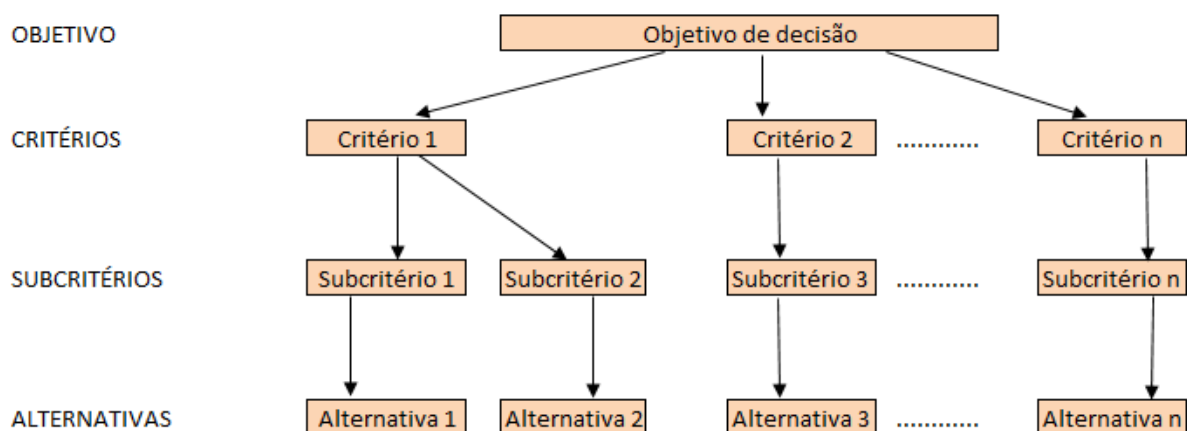 OBJETIVO Objetivo de decisão
CRITÉRIOS Critério 1 Critério 2 ............ Critério n
SUBCRITÉRIOS Subcritério 1 Subcritério 2 Subcritério 3 ............ Subcritério n
ALTERNATIVAS Alternativa 1 Alternativa 2 Alternativa 3 ............ Alternativa n